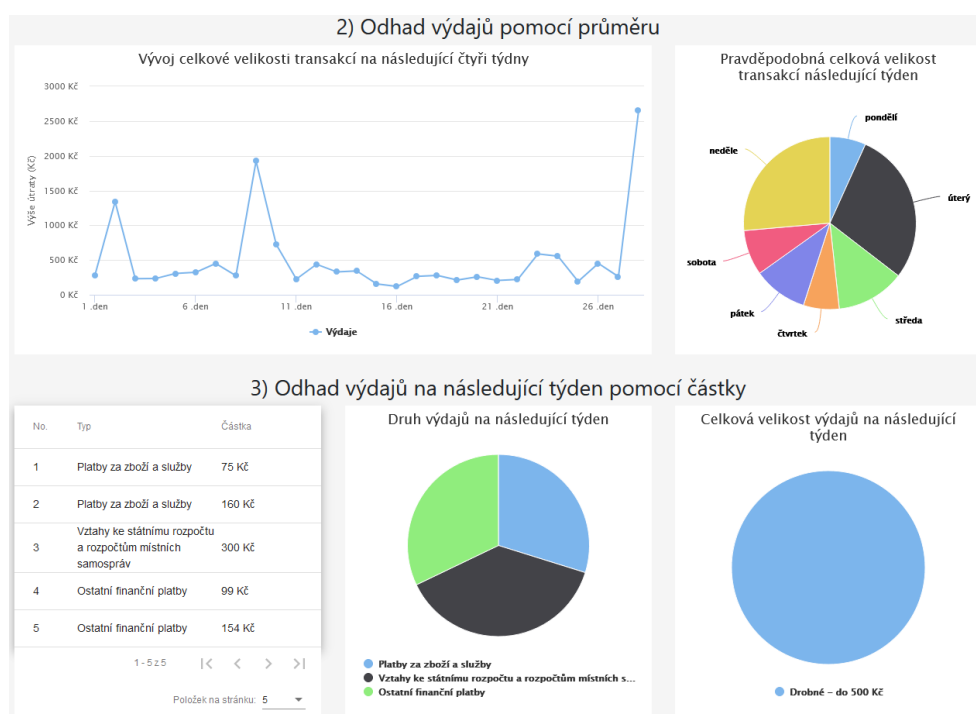 2) Odhad výdajů pomocí průměru
Vývoj celkové velikosti transakcí na následující čtyři týdny
3000 Kč
2500 Kč
2000 Kč
1500 Kč
1000 Kč
500 Kč
0 Kč
Výše útraty (Kč)
1 .den
6 .den
11 .den
16 .den
21 .den
26 .den
Výdaje
Pravděpodobná celková velikost
transakcí následující týden
pondělí
úterý
středa
čtvrtek
pátek
sobota
neděle
3) Odhad výdajů na následující týden pomocí částky
No. Typ Částka
1 Platby za zboží a služby 75 Kč
2 Platby za zboží a služby 160 Kč
Vztahy ke státnímu rozpočtu
3 a rozpočtům místních 300 Kč
samospráv
4 Ostatní finanční platby 99 Kč
5 Ostatní finanční platby 154 Kč
1 - 5 z 5
Položek na stránku: 5
Druh výdajů na následující týden
Platby za zboží a služby
Vztahy ke státnímu rozpočtu a rozpočtům místních s...
Ostatní finanční platby
Celková velikost výdajů na následující
týden
Drobné – do 500 Kč